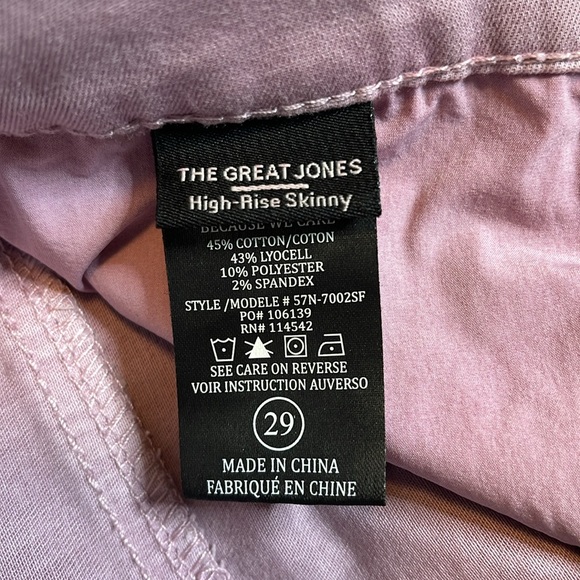 THE GREAT JONES
High-Rise Skinny
BECAUSE WE CARE
45% COTTON/COTON
43% LYOCELL
10% POLYESTER
2% SPANDEX
STYLE /MODELE # 57N-7002SF
PO# 106139
RN# 114542
SEE CARE ON REVERSE
VOIR INSTRUCTION AUVERSO
29
MADE IN CHINA
FABRIQUÉ EN CHINE